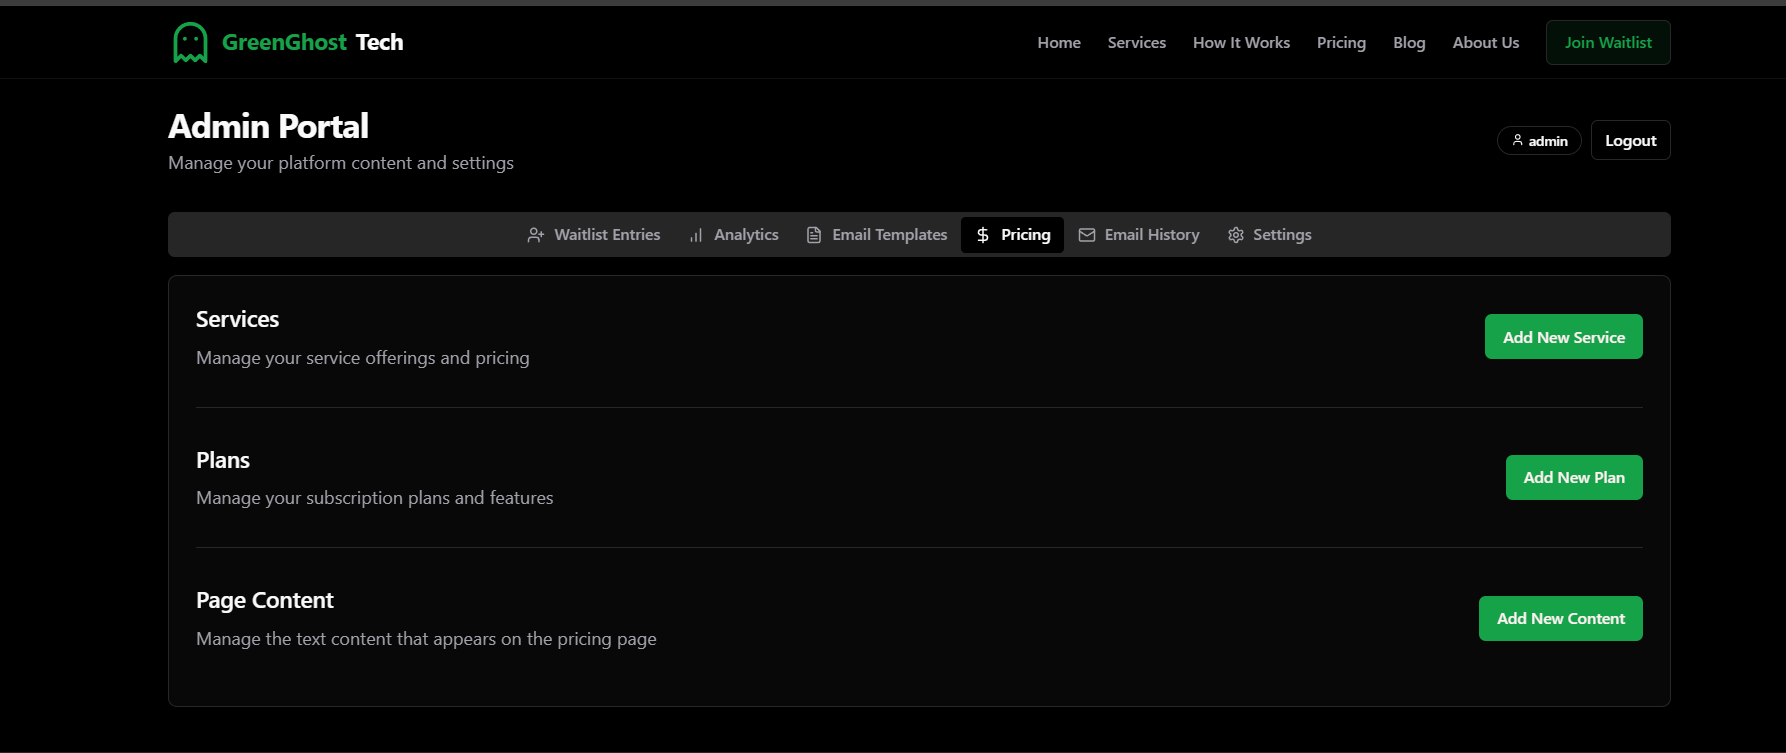 GreenGhost Tech
Home Services How It Works Pricing Blog About Us Join Waitlist
Admin Portal
Manage your platform content and settings
admin Logout
Waitlist Entries Analytics Email Templates Pricing Email History Settings
Services
Manage your service offerings and pricing
Add New Service
Plans
Manage your subscription plans and features
Add New Plan
Page Content
Manage the text content that appears on the pricing page
Add New Content